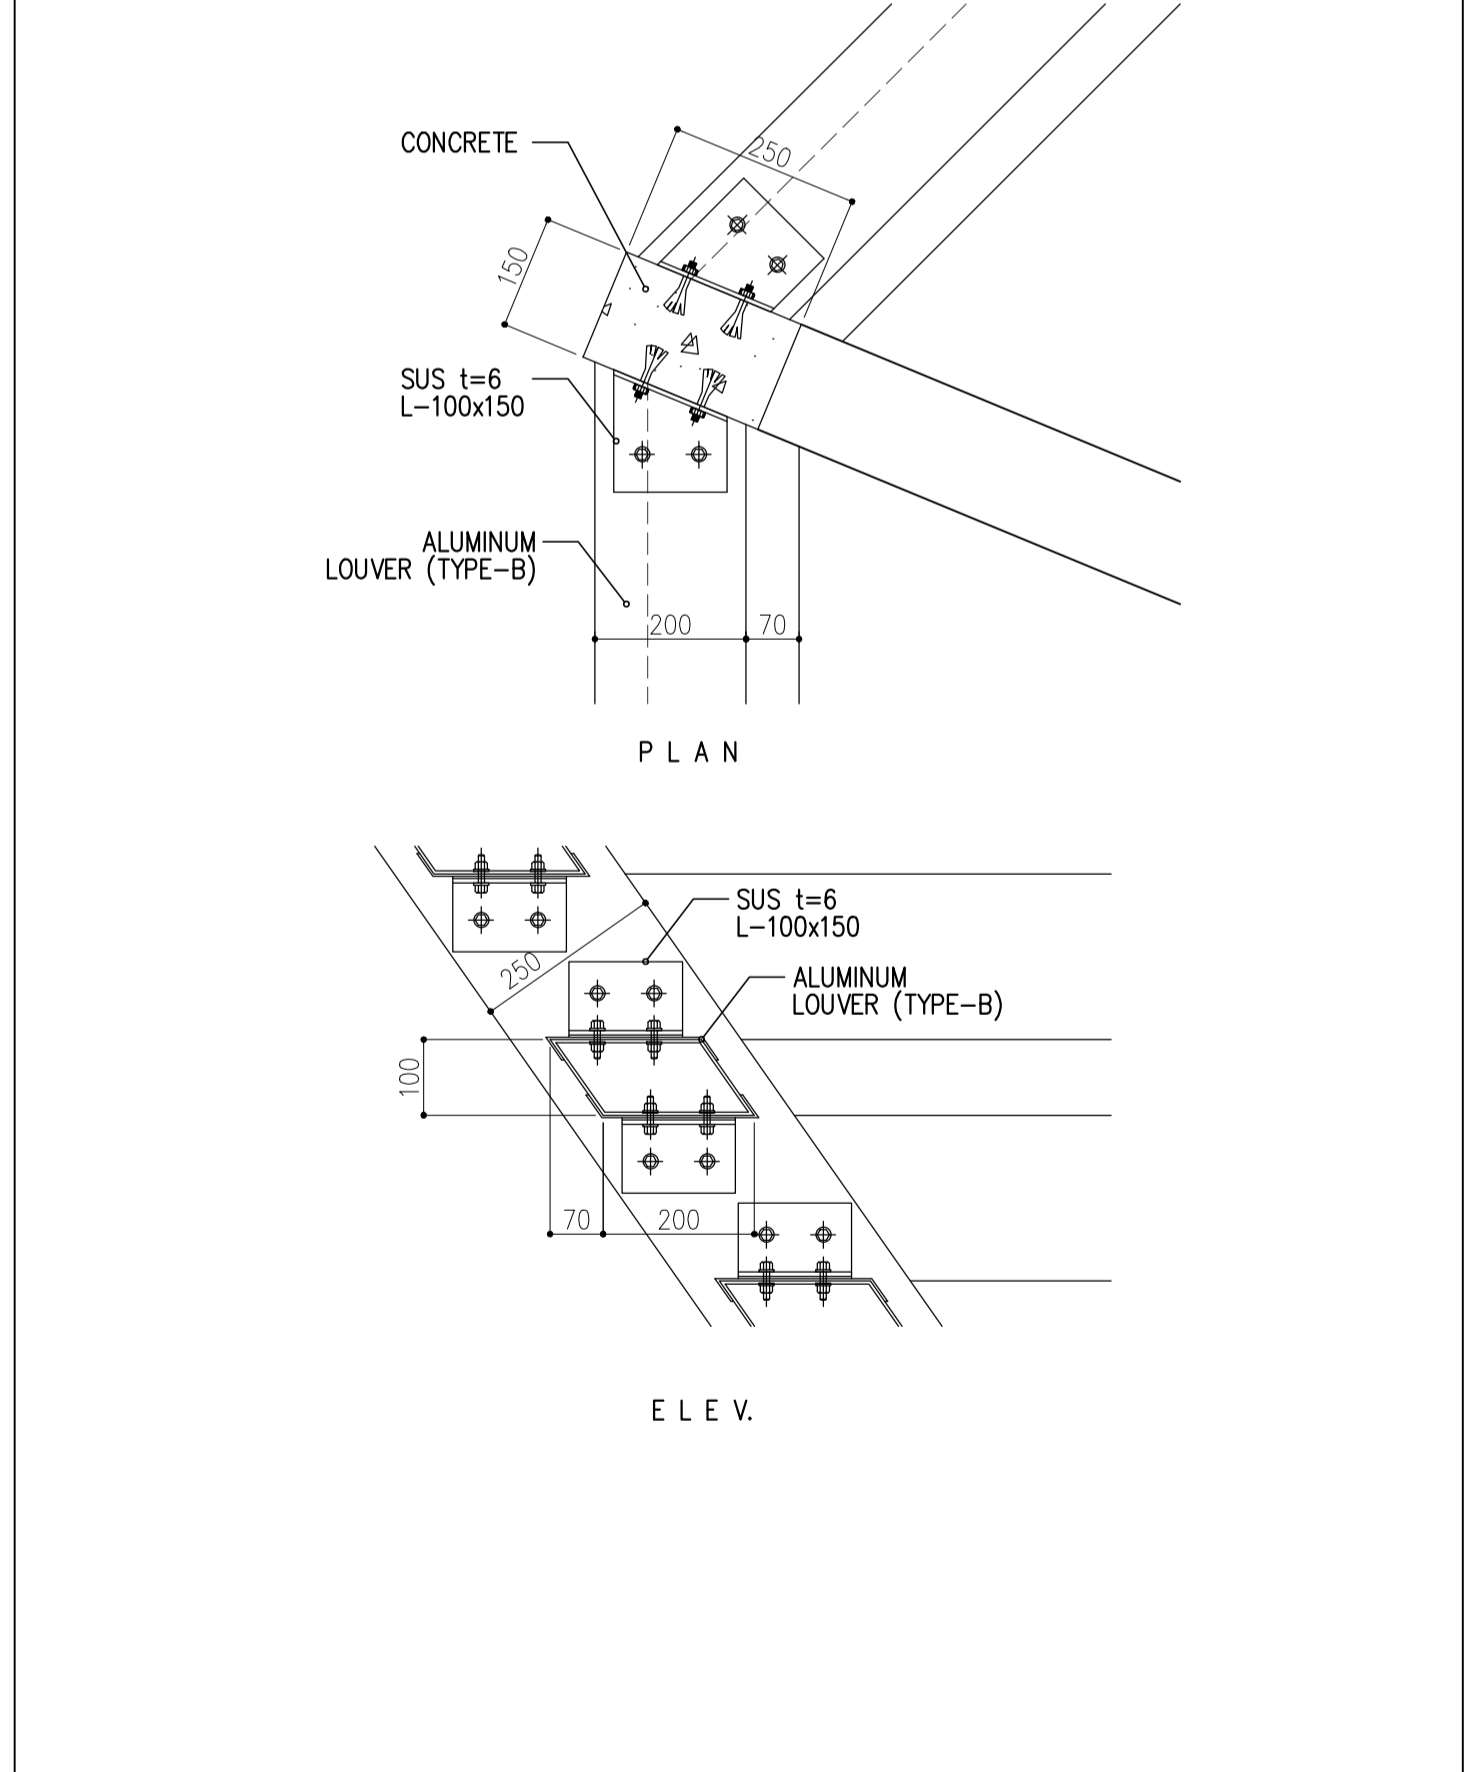 CONCRETE
250
150
SUS t=6
L-100x150
ALUMINUM
LOUVER (TYPE-B)
200
70
PLAN
SUS t=6
L-100x150
250
ALUMINUM
LOUVER (TYPE-B)
100
70
200
ELEV.